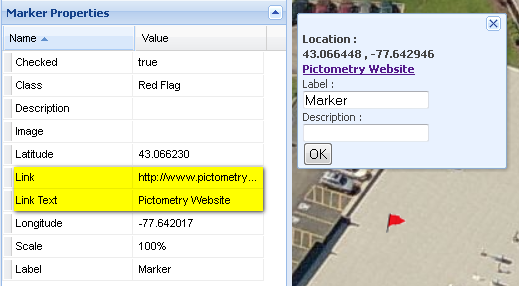 Marker Properties
Name Value
Checked true
Class Red Flag
Description
Image
Latitude 43.066230
Link http://www.pictometry...
Link Text Pictometry Website
Longitude -77.642017
Scale 100%
Label Marker
Location :
43.066448 , -77.642946
Pictometry Website
Label :
Marker
Description :
OK